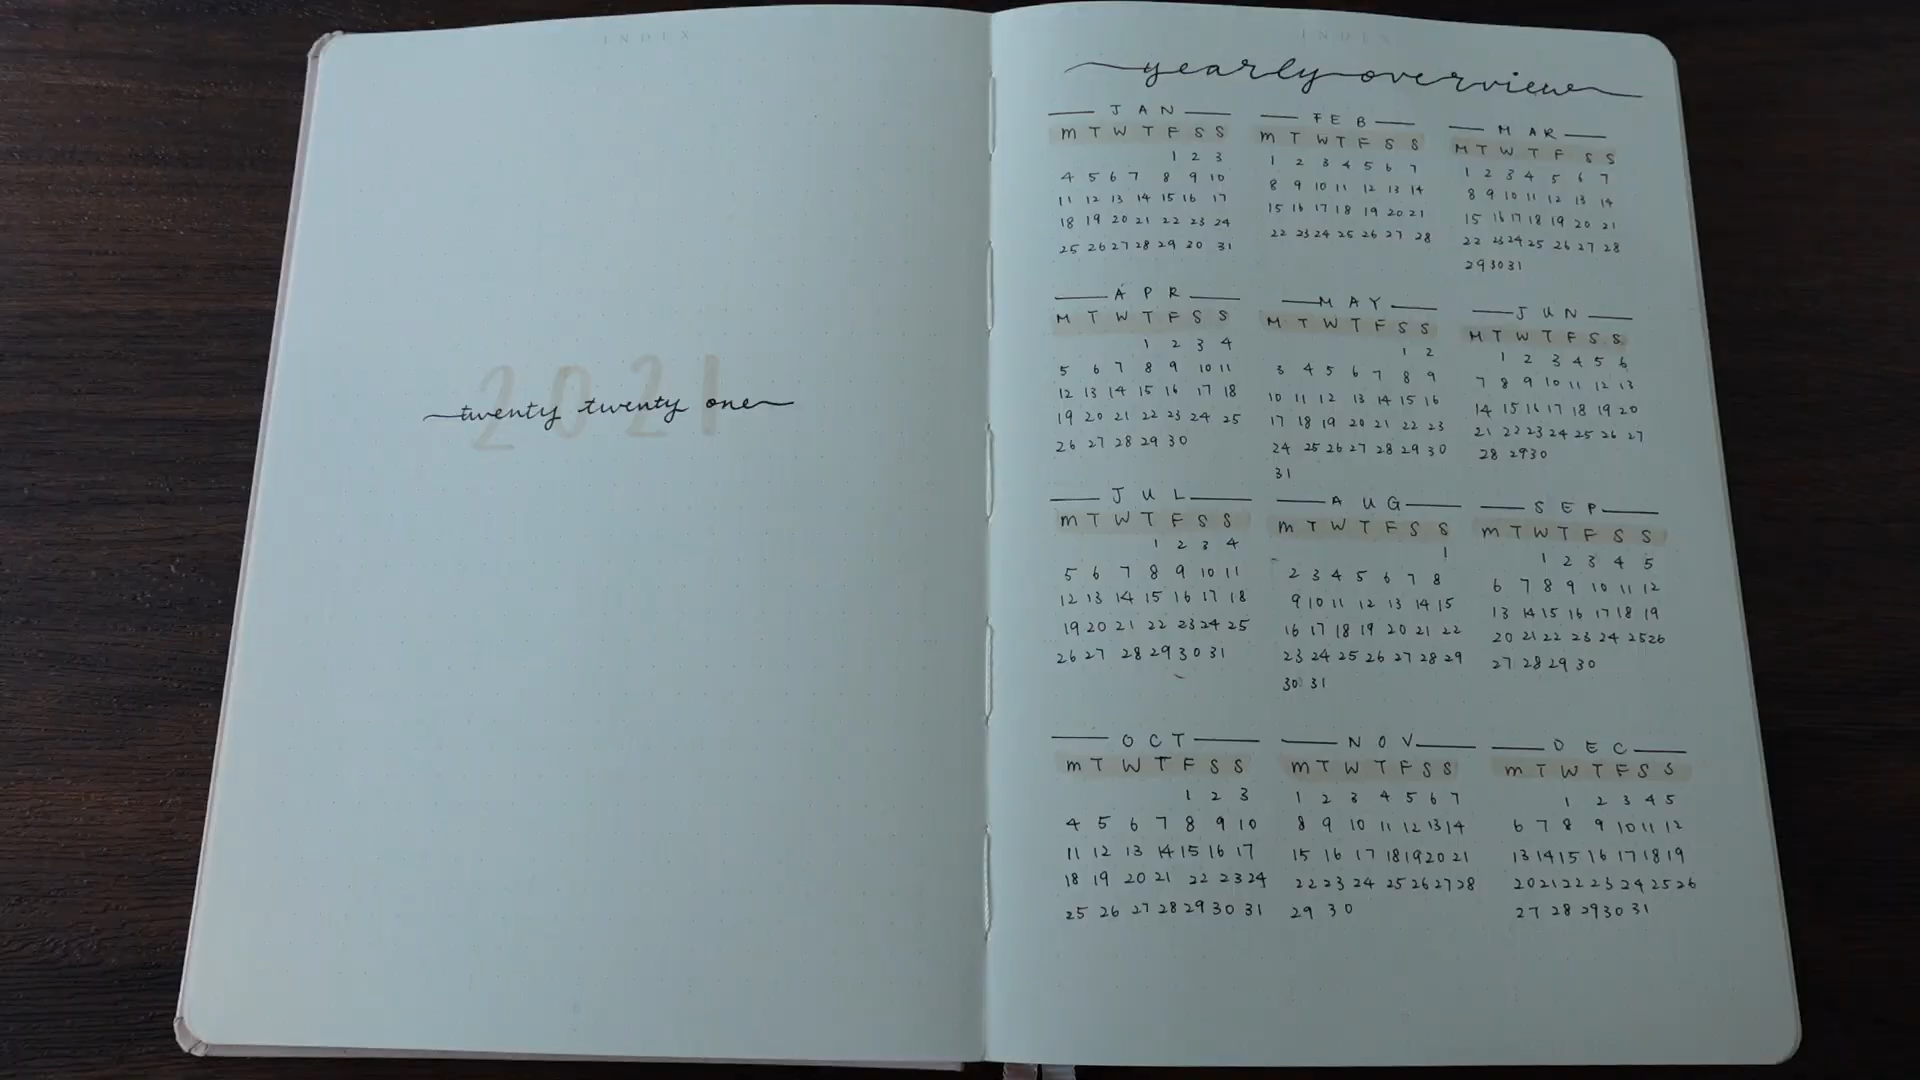 INDEX
2021
twenty twenty one
INDEX
yearly overview
JAN
M T W T F S S
1 2 3
4 5 6 7 8 9 10
11 12 13 14 15 16 17
18 19 20 21 22 23 24
25 26 27 28 29 30 31
FEB
M T W T F S S
1 2 3 4 5 6 7
8 9 10 11 12 13 14
15 16 17 18 19 20 21
22 23 24 25 26 27 28
MAR
M T W T F S S
1 2 3 4 5 6 7
8 9 10 11 12 13 14
15 16 17 18 19 20 21
22 23 24 25 26 27 28
29 30 31
APR
M T W T F S S
1 2 3 4
5 6 7 8 9 10 11
12 13 14 15 16 17 18
19 20 21 22 23 24 25
26 27 28 29 30
MAY
M T W T F S S
1 2
3 4 5 6 7 8 9
10 11 12 13 14 15 16
17 18 19 20 21 22 23
24 25 26 27 28 29 30
31
JUN
M T W T F S S
1 2 3 4 5 6
7 8 9 10 11 12 13
14 15 16 17 18 19 20
21 22 23 24 25 26 27
28 29 30
JUL
M T W T F S S
1 2 3 4
5 6 7 8 9 10 11
12 13 14 15 16 17 18
19 20 21 22 23 24 25
26 27 28 29 30 31
AUG
M T W T F S S
1
2 3 4 5 6 7 8
9 10 11 12 13 14 15
16 17 18 19 20 21 22
23 24 25 26 27 28 29
30 31
SEP
M T W T F S S
1 2 3 4 5
6 7 8 9 10 11 12
13 14 15 16 17 18 19
20 21 22 23 24 25 26
27 28 29 30
OCT
M T W T F S S
1 2 3
4 5 6 7 8 9 10
11 12 13 14 15 16 17
18 19 20 21 22 23 24
25 26 27 28 29 30 31
NOV
M T W T F S S
1 2 3 4 5 6 7
8 9 10 11 12 13 14
15 16 17 18 19 20 21
22 23 24 25 26 27 28
29 30
DEC
M T W T F S S
1 2 3 4 5
6 7 8 9 10 11 12
13 14 15 16 17 18 19
20 21 22 23 24 25 26
27 28 29 30 31